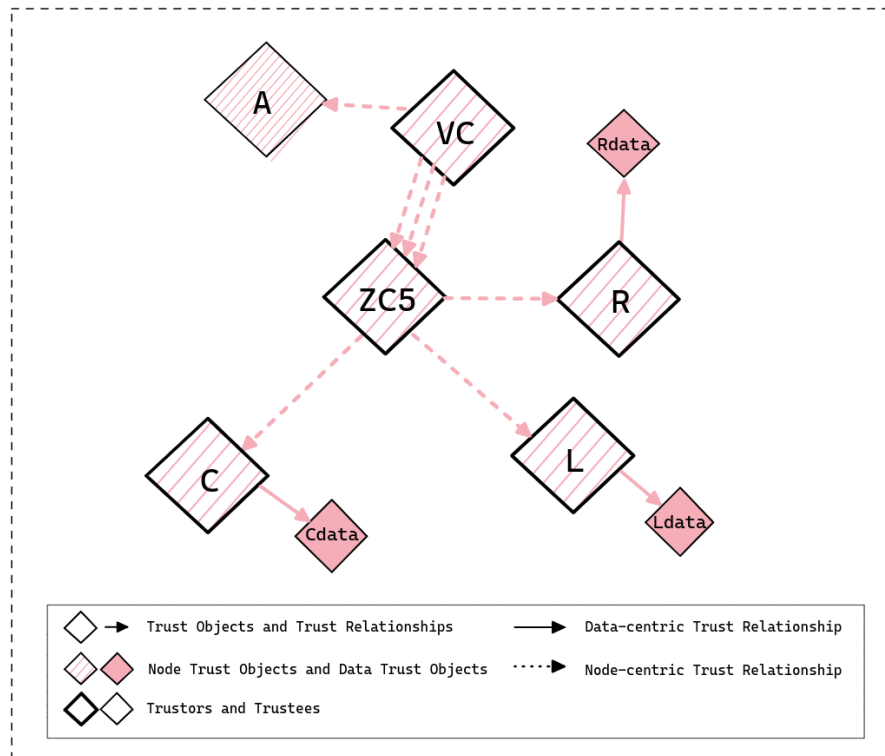 A
VC
Rdata
ZC5
R
C
L
Cdata
Ldata
Trust Objects and Trust Relationships
Data-centric Trust Relationship
Node Trust Objects and Data Trust Objects
Node-centric Trust Relationship
Trustors and Trustees